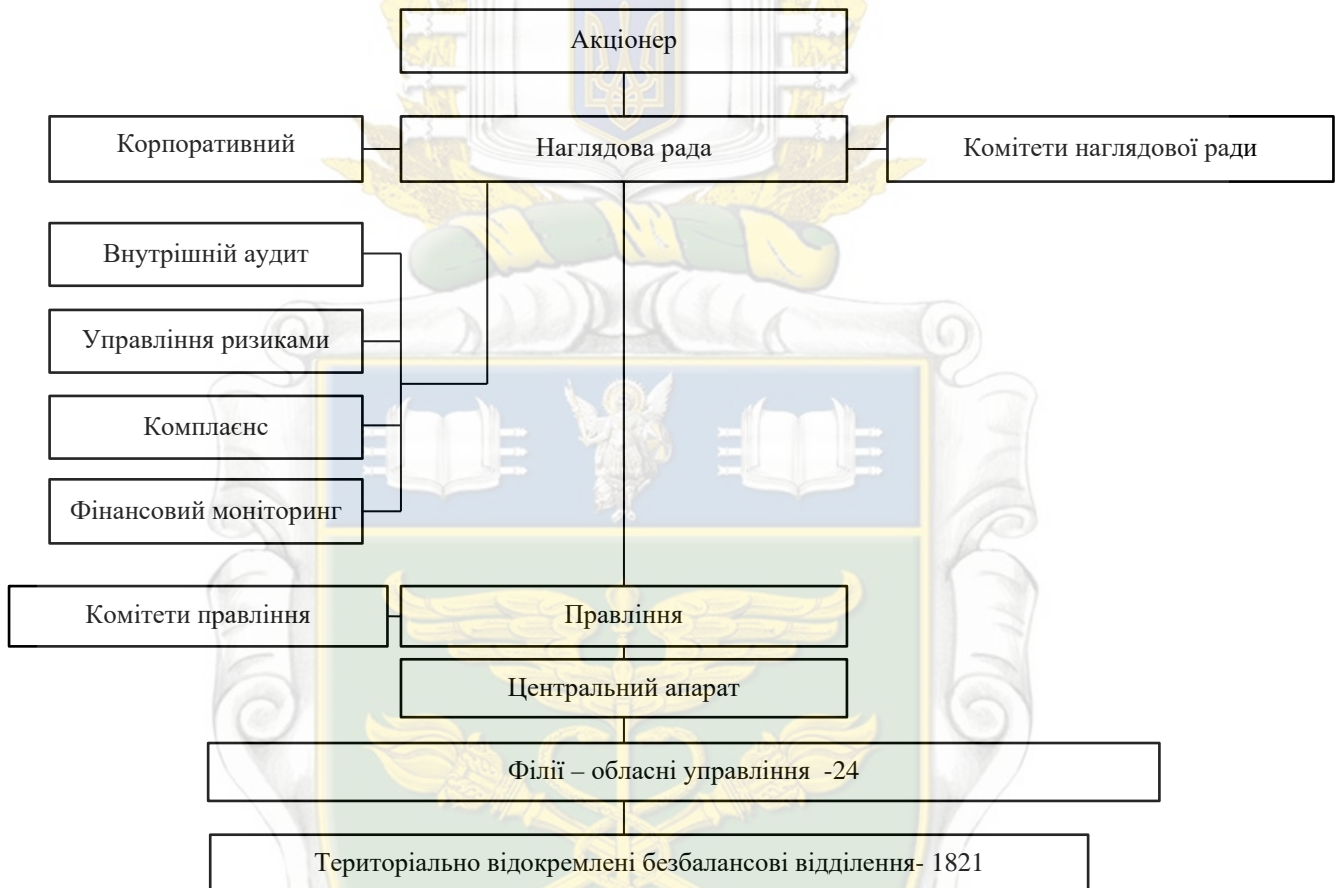 Акціонер
Корпоративний
Наглядова рада
Комітети наглядової ради
Внутрішній аудит
Управління ризиками
Комплаєнс
Фінансовий моніторинг
Комітети правління
Правління
Центральний апарат
Філії – обласні управління -24
Територіально відокремлені безбалансові відділення- 1821